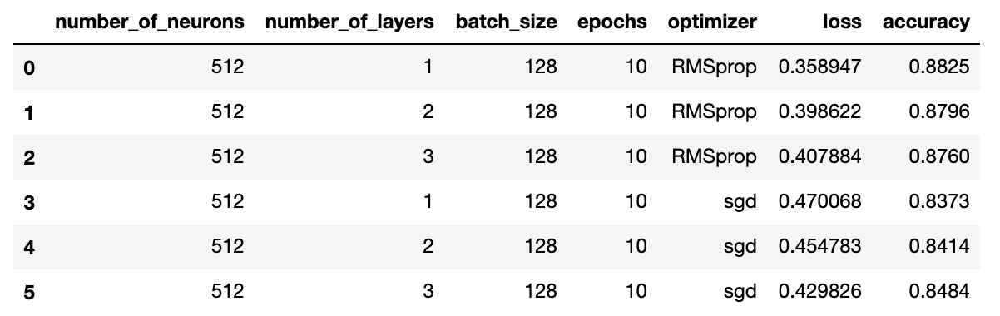 number_of_neurons number_of_layers batch_size epochs optimizer loss accuracy
0 512 1 128 10 RMSprop 0.358947 0.8825
1 512 2 128 10 RMSprop 0.398622 0.8796
2 512 3 128 10 RMSprop 0.407884 0.8760
3 512 1 128 10 sgd 0.470068 0.8373
4 512 2 128 10 sgd 0.454783 0.8414
5 512 3 128 10 sgd 0.429826 0.8484